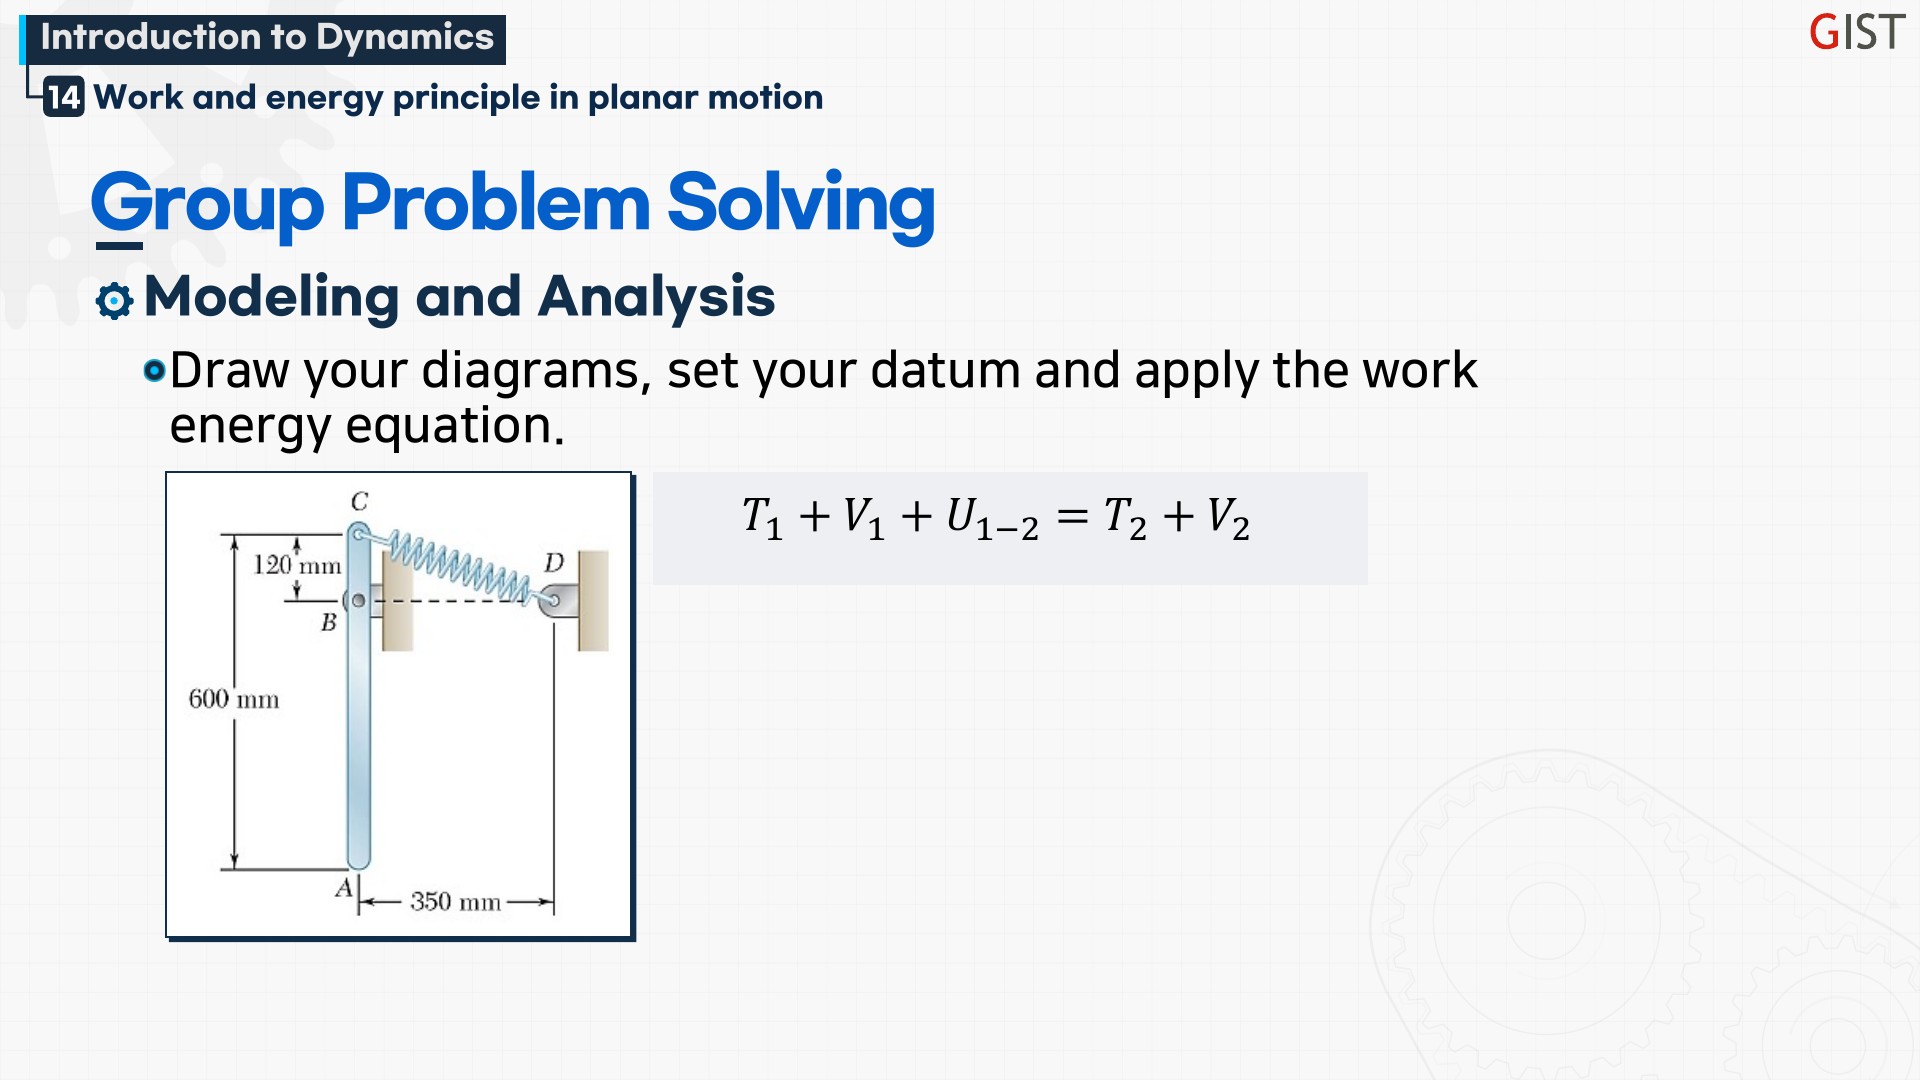 Introduction to Dynamics
GIST
14 Work and energy principle in planar motion
Group Problem Solving
Modeling and Analysis
Draw your diagrams, set your datum and apply the work
energy equation.
T₁ + V₁ + U₁₋₂ = T₂ + V₂
C
120 mm
D
B
600 mm
A
350 mm